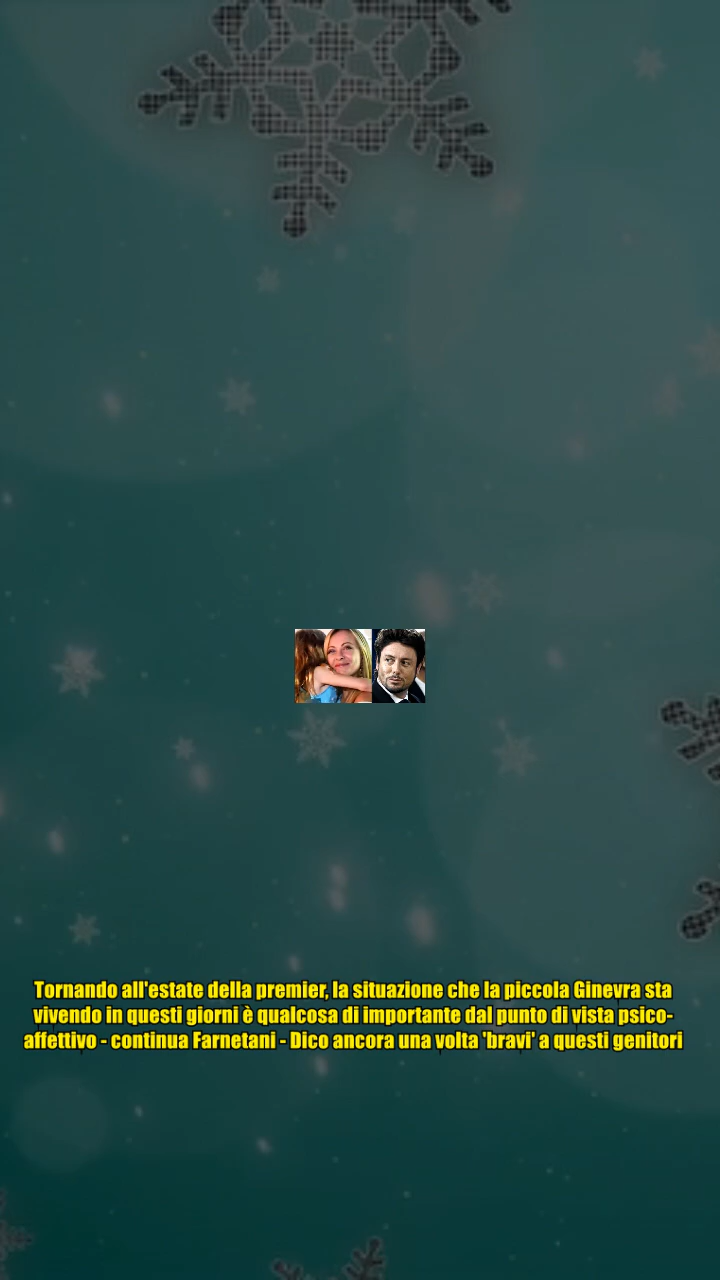 Tornando all'estate della premier, la situazione che la piccola Ginevra sta
vivendo in questi giorni è qualcosa di importante dal punto di vista psico-
affettivo - continua Farnetani - Dico ancora una volta 'bravi' a questi genitori